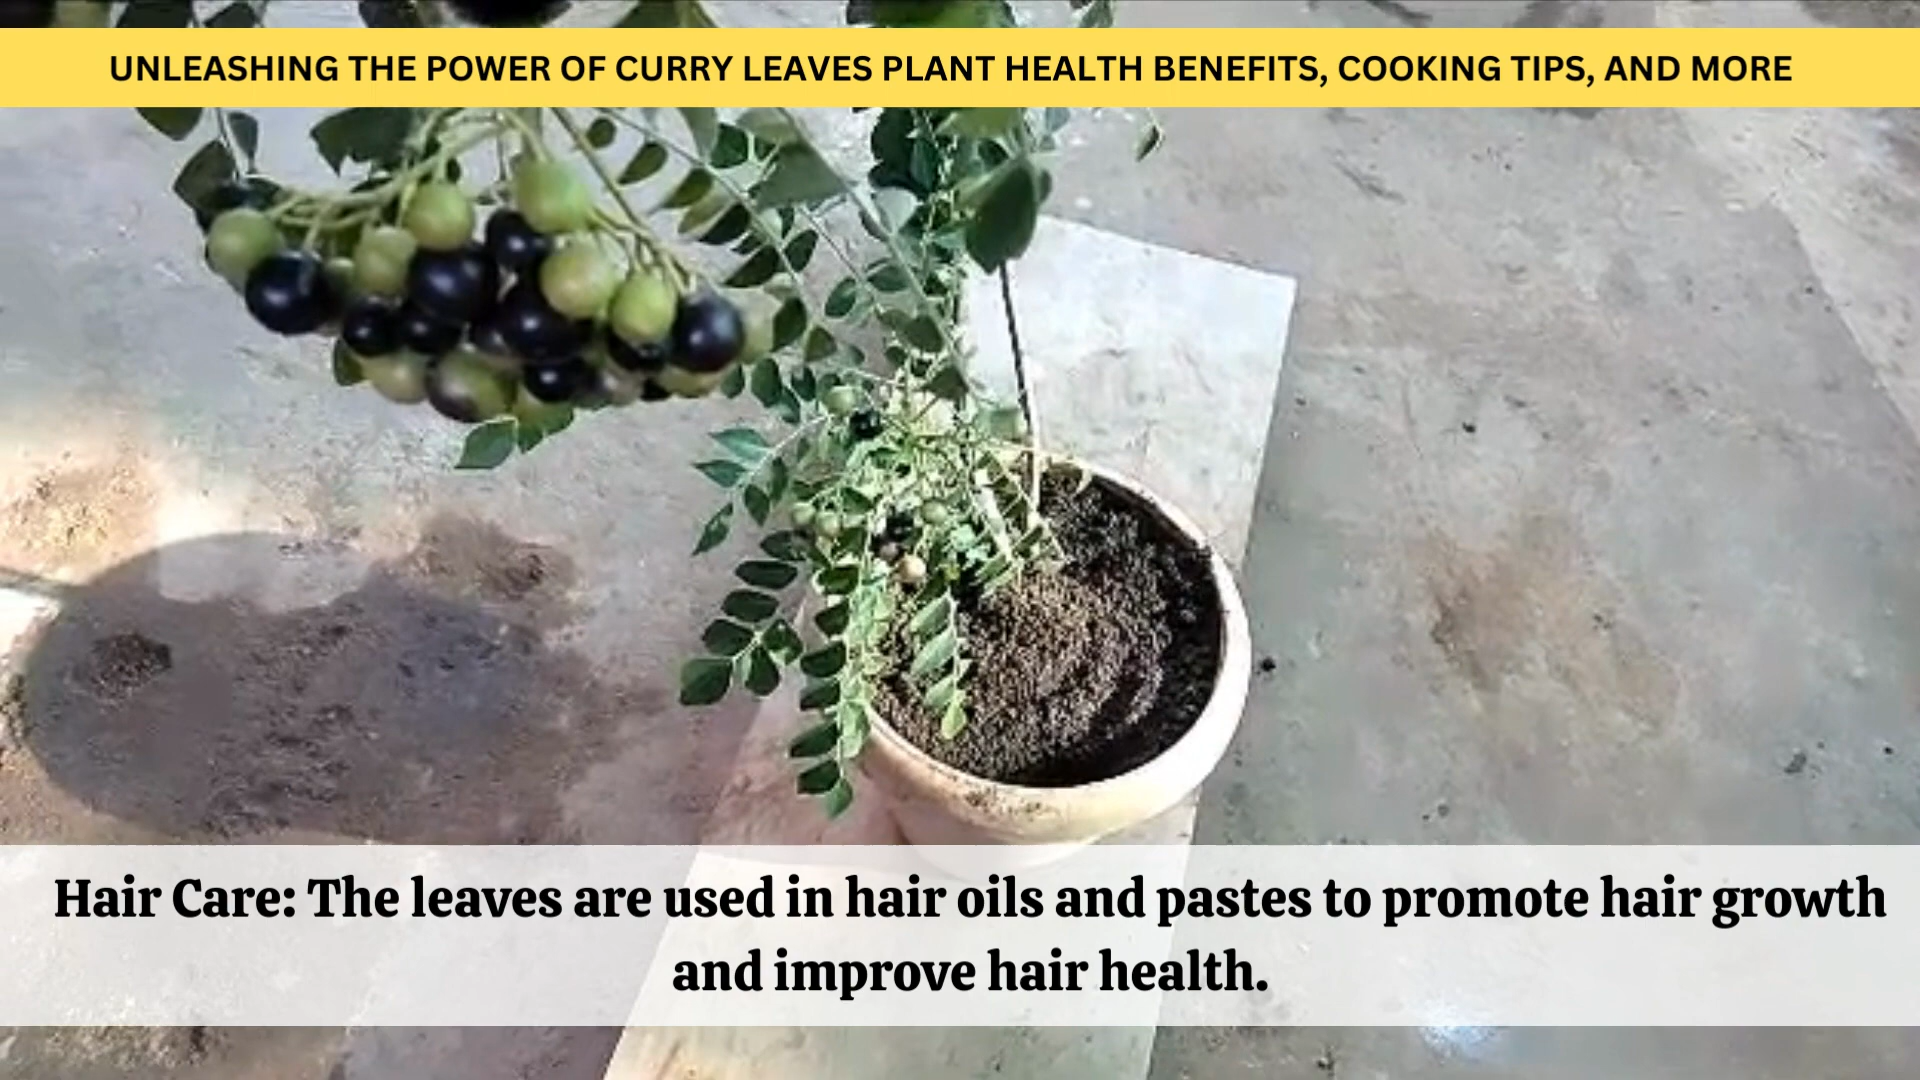 UNLEASHING THE POWER OF CURRY LEAVES PLANT HEALTH BENEFITS, COOKING TIPS, AND MORE
Hair Care: The leaves are used in hair oils and pastes to promote hair growth
and improve hair health.